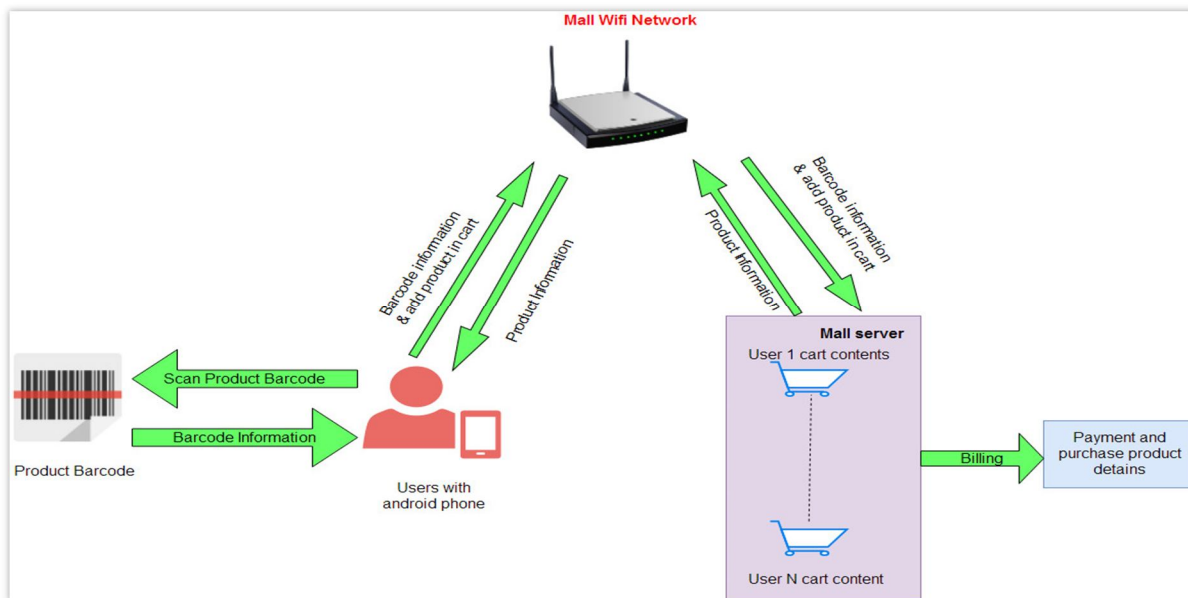 Mall Wifi Network
Barcode information
& add product in cart
Product Information
Product Information
Barcode information
& add product in cart
Mall server
User 1 cart contents
Scan Product Barcode
Barcode Information
Product Barcode
Users with
android phone
Billing
Payment and
purchase product
detains
User N cart content